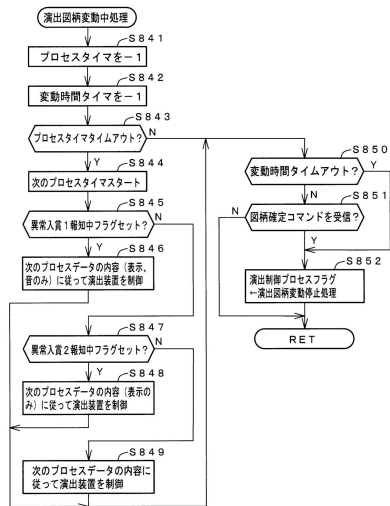 演出図柄変動中処理
S841
プロセスタイマを－1
S842
変動時間タイマを－1
S843
プロセスタイマタイムアウト？
N
Y
S844
次のプロセスタイマスタート
S845
異常入賞1報知中フラグセット？
N
Y
S846
次のプロセスデータの内容（表示、
音のみ）に従って演出装置を制御
S847
異常入賞2報知中フラグセット？
N
Y
S848
次のプロセスデータの内容（表示の
み）に従って演出装置を制御
S849
次のプロセスデータの内容に
従って演出装置を制御
S850
変動時間タイムアウト？
Y
N
S851
図柄確定コマンドを受信？
N
Y
S852
演出制御プロセスフラグ
←演出図柄変動停止処理
RET